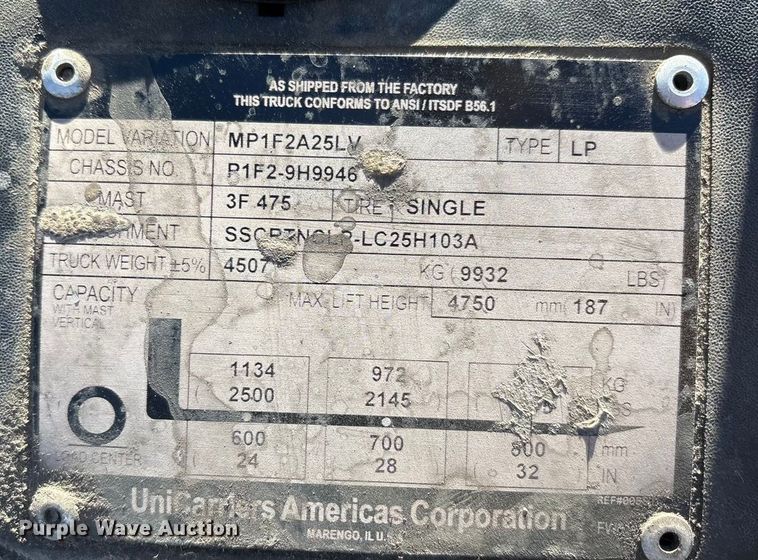 AS SHIPPED FROM THE FACTORY
THIS TRUCK CONFORMS TO ANSI / ITSDF B56.1
MODEL VARIATION MP1F2A25LV TYPE LP
CHASSIS NO. P1F2-9H9946
MAST 3F 475 TIRE SINGLE
TRUCK WEIGHT ±5% 4507 KG ( 9932 LBS)
CAPACITY MAX. LIFT HEIGHT 4750 mm ( 187 IN)
WITH MAST
VERTICAL
1134 972 KG
( 2500 2145
600 700 800 mm
LOAD CENTER ( 24 28 ( 32 IN
UniCarriers Americas Corporation
MARENGO, IL U.
Purple Wave Auction